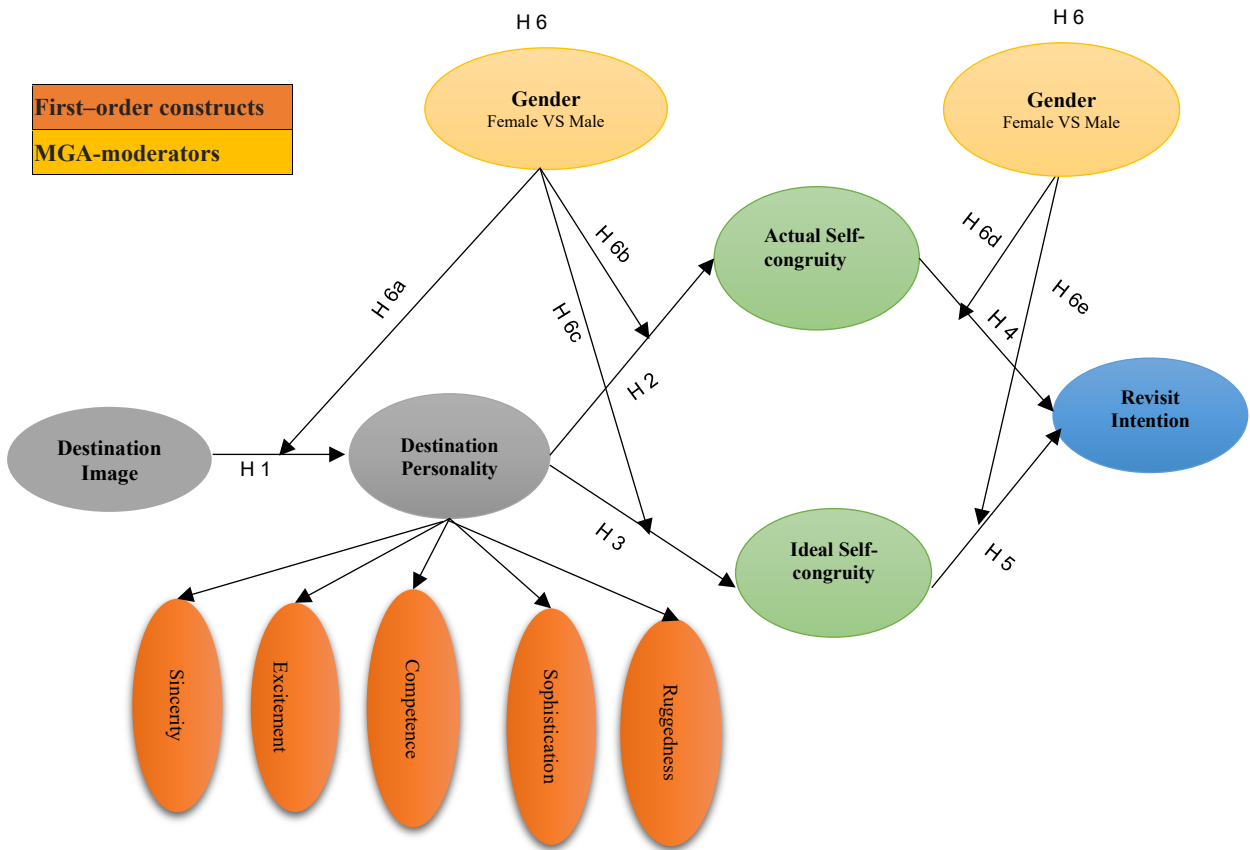 H 6
H 6
First–order constructs
MGA-moderators
Gender
Female VS Male
Gender
Female VS Male
H 6a
H 6b
H 6c
H 6d
H 6e
Actual Self-
congruity
H 2
H 4
Destination
Image
H 1
Destination
Personality
Revisit
Intention
H 3
Ideal Self-
congruity
H 5
Sincerity
Excitement
Competence
Sophistication
Ruggedness